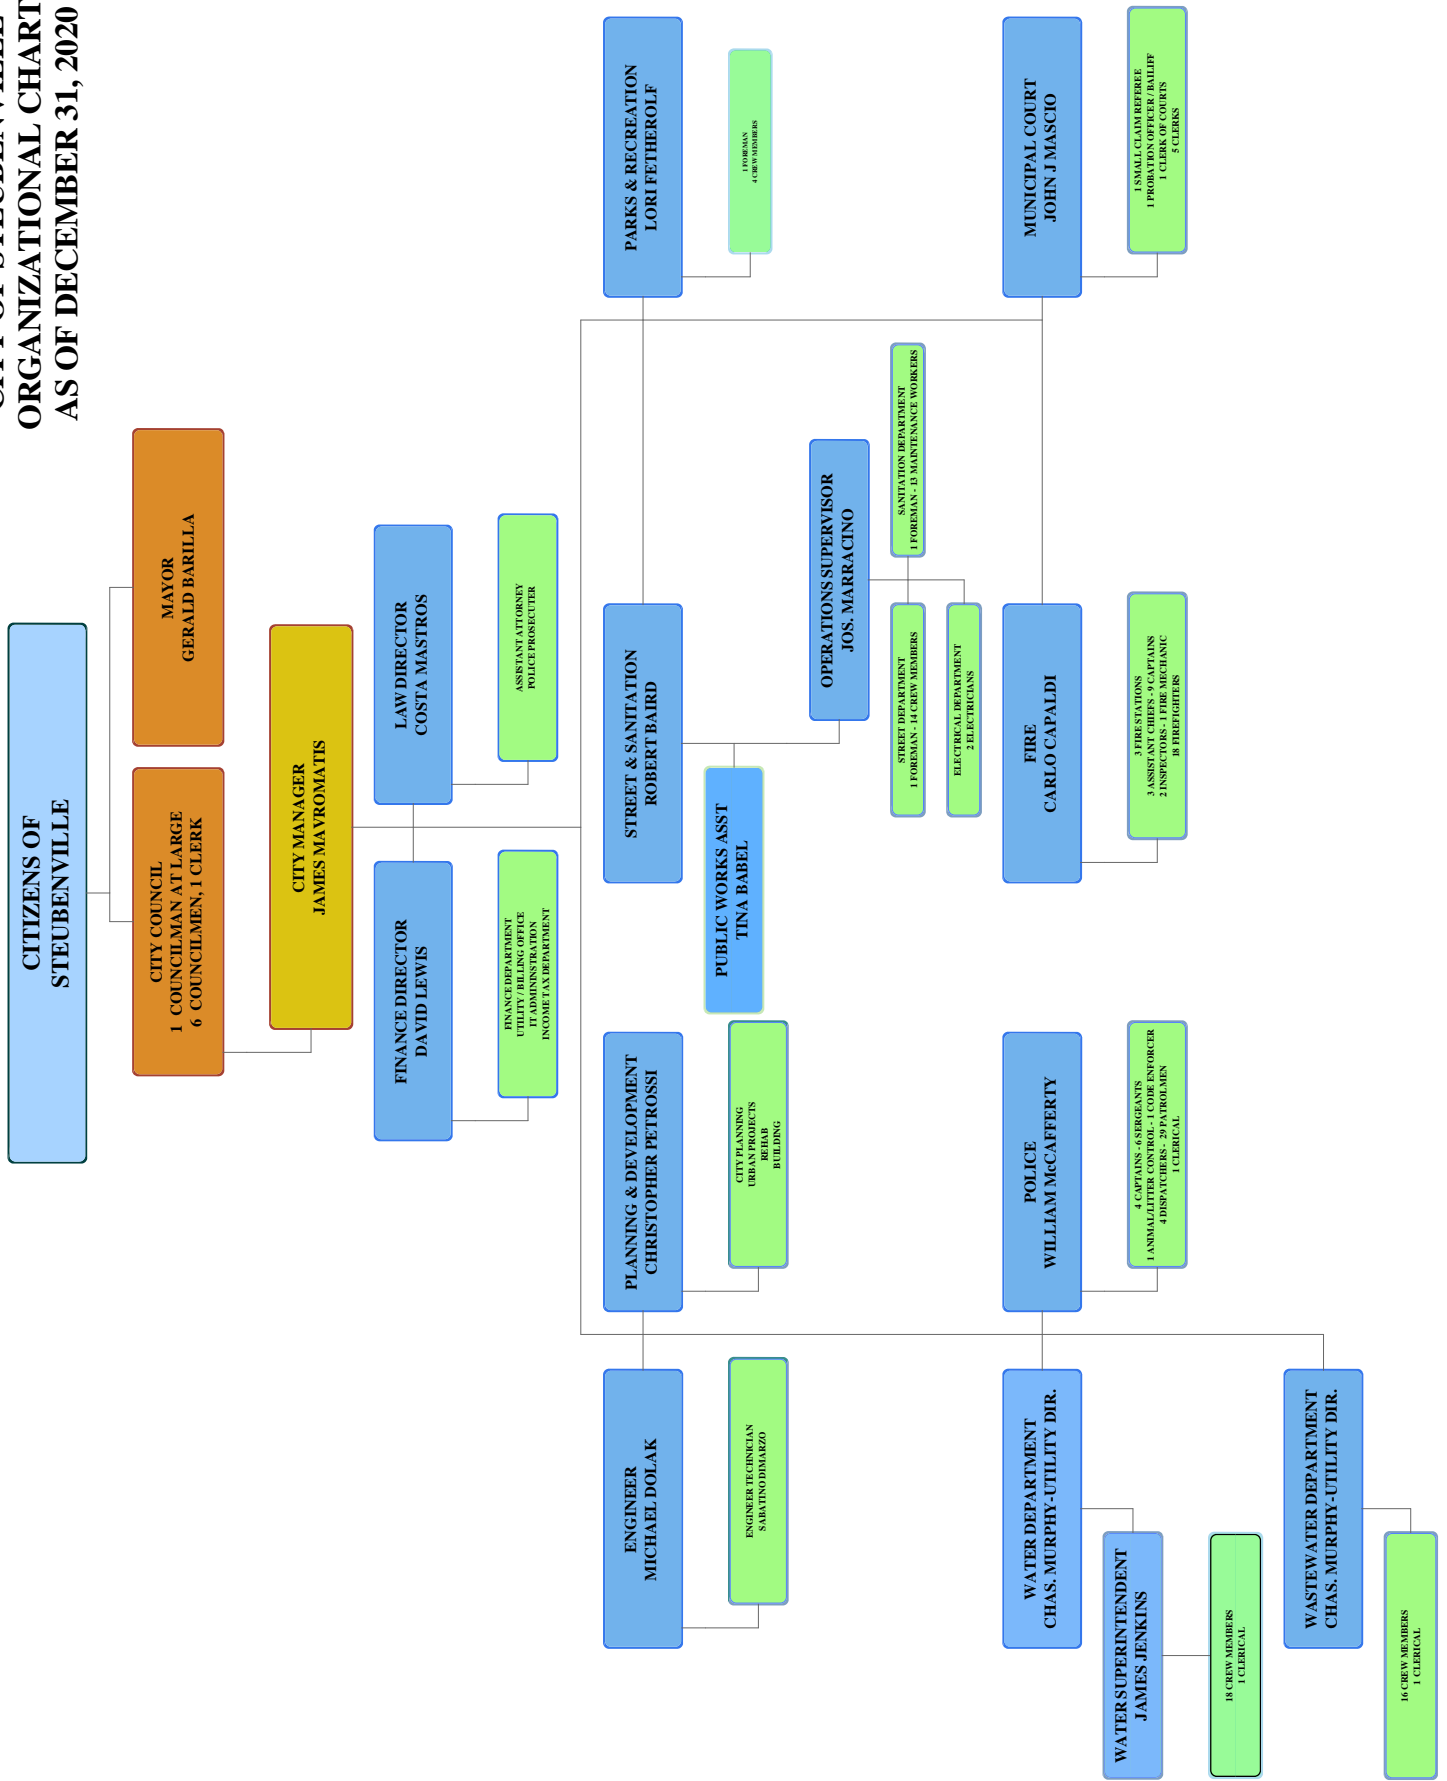 CITY OF STEUBENVILLE
ORGANIZATIONAL CHART
AS OF DECEMBER 31, 2020
CITIZENS OF
STEUBENVILLE
CITY COUNCIL
1 COUNCILMAN AT LARGE
6 COUNCILMEN, 1 CLERK
MAYOR
GERALD BARILLA
CITY MANAGER
JAMES MAVROMATIS
FINANCE DIRECTOR
DAVID LEWIS
FINANCE DEPARTMENT
UTILITY / BILLING OFFICE
IT ADMININSTRATION
INCOME TAX DEPARTMENT
LAW DIRECTOR
COSTA MASTROS
ASSISTANT ATTORNEY
POLICE PROSECUTER
ENGINEER
MICHAEL DOLAK
ENGINEER TECHNICIAN
SABATINO DIMARZO
PLANNING & DEVELOPMENT
CHRISTOPHER PETROSSI
CITY PLANNING
URBAN PROJECTS
REHAB
BUILDING
STREET & SANITATION
ROBERT BAIRD
PUBLIC WORKS ASST
TINA BABEL
OPERATIONS SUPERVISOR
JOS. MARRACINO
STREET DEPARTMENT
1 FOREMAN - 14 CREW MEMBERS
SANITATION DEPARTMENT
1 FOREMAN - 13 MAINTENANCE WORKERS
ELECTRICAL DEPARTMENT
2 ELECTRICIANS
PARKS & RECREATION
LORI FETHEROLF
1 FOREMAN
4 CREW MEMBERS
WATER DEPARTMENT
CHAS. MURPHY-UTILITY DIR.
WATER SUPERINTENDENT
JAMES JENKINS
18 CREW MEMBERS
1 CLERICAL
POLICE
WILLIAM McCAFFERTY
4 CAPTAINS - 6 SERGEANTS
1 ANIMAL/LITTER CONTROL - 1 CODE ENFORCER
4 DISPATCHERS - 29 PATROLMEN
1 CLERICAL
FIRE
CARLO CAPALDI
3 FIRE STATIONS
3 ASSISTANT CHIEFS - 9 CAPTAINS
2 INSPECTORS - 1 FIRE MECHANIC
18 FIREFIGHTERS
MUNICIPAL COURT
JOHN J MASCIO
1 SMALL CLAIM REFEREE
1 PROBATION OFFICER / BAILIFF
1 CLERK OF COURTS
5 CLERKS
WASTEWATER DEPARTMENT
CHAS. MURPHY-UTILITY DIR.
16 CREW MEMBERS
1 CLERICAL